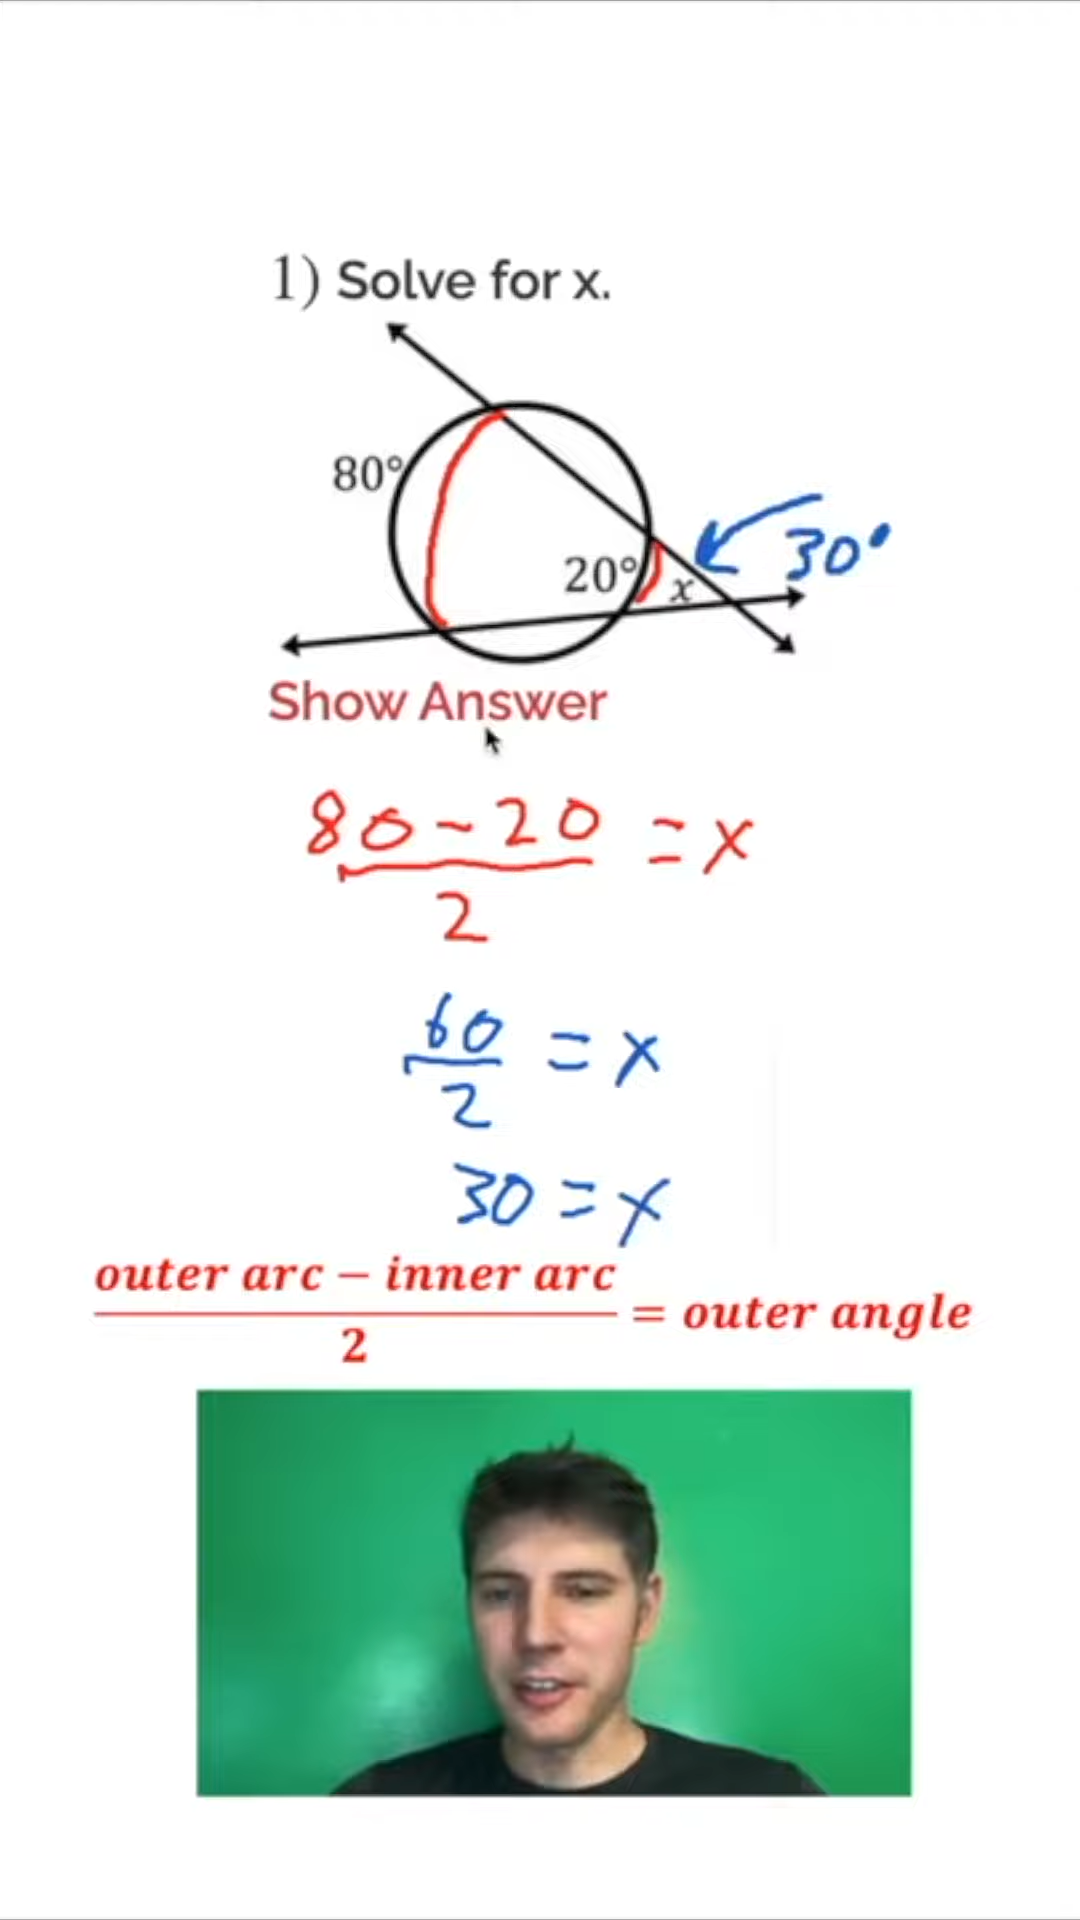 1) Solve for x.
80°
30°
20°
x
Show Answer
80-20 = x
2
60 = x
2
30 = x
outer arc − inner arc = outer angle
2